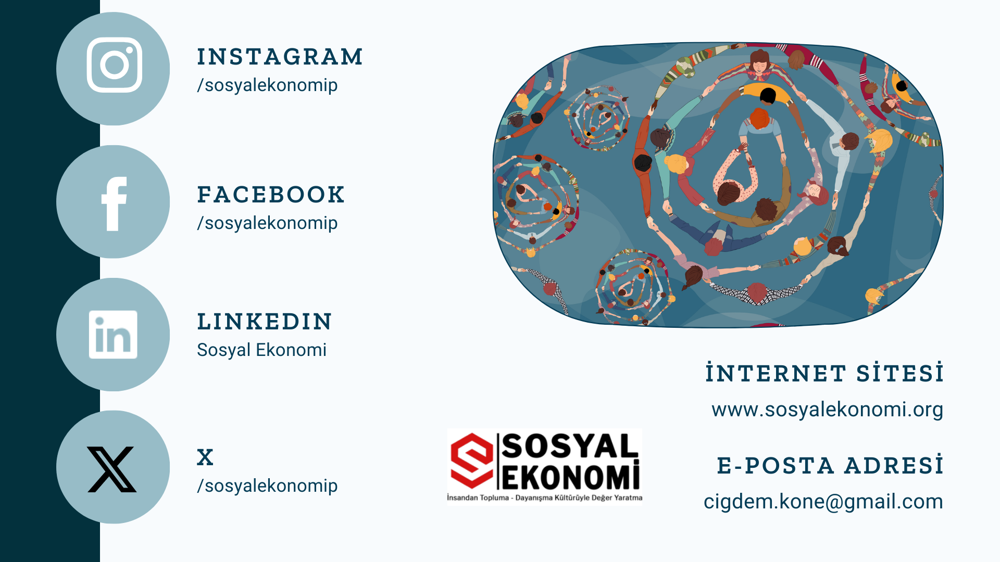 INSTAGRAM
/sosyalekonomip
FACEBOOK
/sosyalekonomip
LINKEDIN
Sosyal Ekonomi
X
/sosyalekonomip
İNTERNET SİTESİ
www.sosyalekonomi.org
E-POSTA ADRESİ
cigdem.kone@gmail.com
SOSYAL
EKONOMİ
İnsandan Topluma - Dayanışma Kültürüyle Değer Yaratma